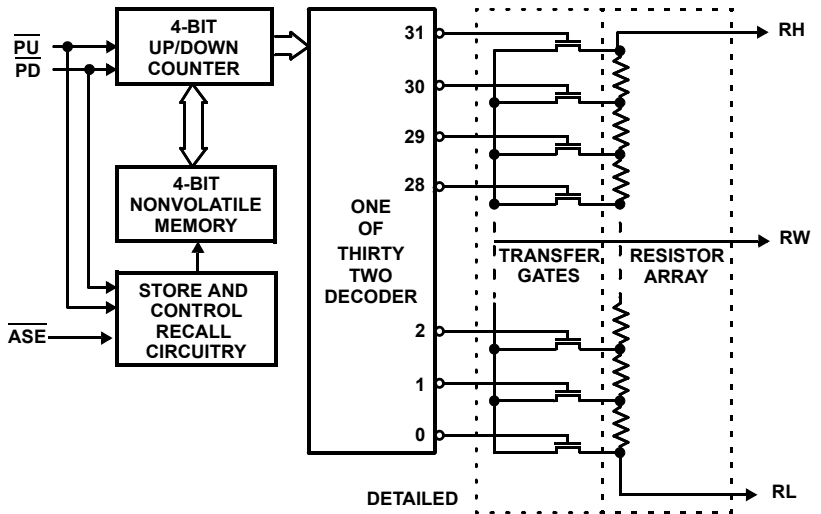 4-BIT
UP/DOWN
COUNTER
PU
PD
4-BIT
NONVOLATILE
MEMORY
STORE AND
CONTROL
RECALL
CIRCUITRY
ASE
ONE
OF
THIRTY
TWO
DECODER
31
30
29
28
2
1
0
TRANSFER
GATES
RESISTOR
ARRAY
RH
RW
RL
DETAILED